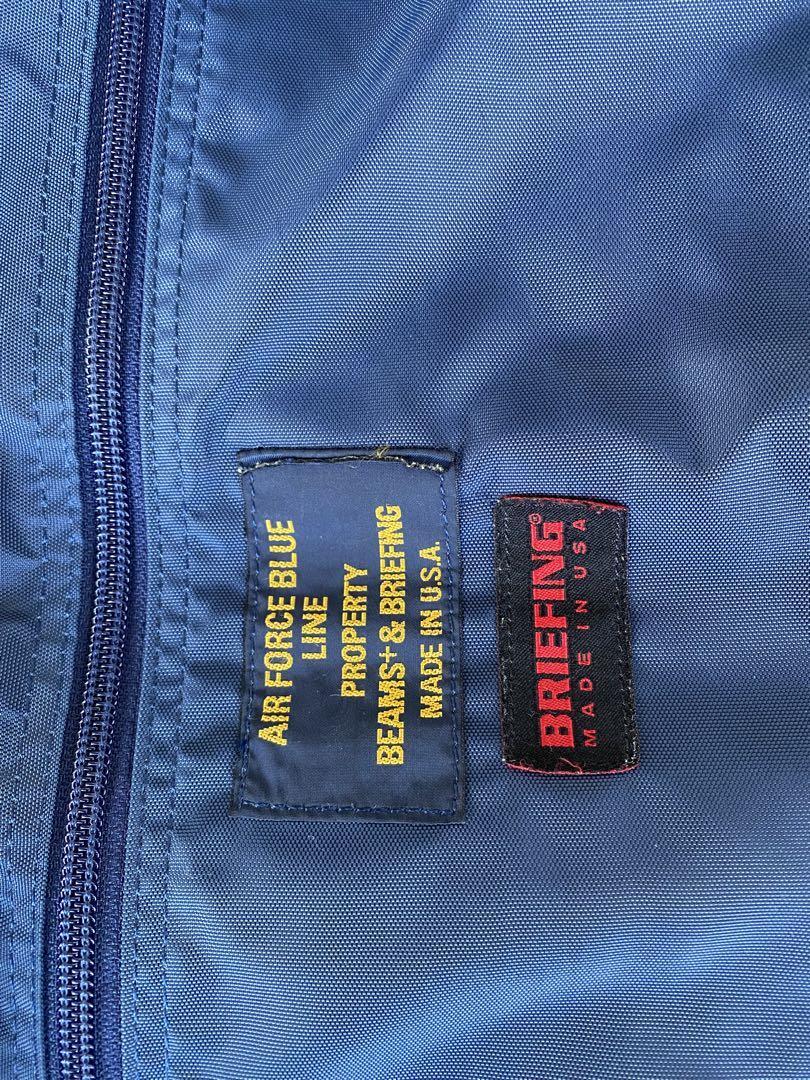 AIR FORCE BLUE
LINE
PROPERTY
BEAMS+ & BRIEFING
MADE IN U.S.A.
BRIEFING®
MADE IN USA